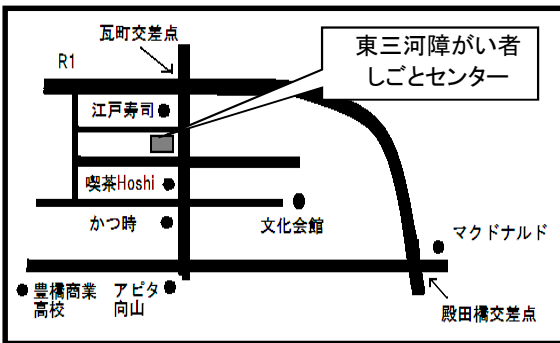 瓦町交差点
R1
東三河障がい者
しごとセンター
江戸寿司
喫茶Hoshi
かつ時
文化会館
マクドナルド
豊橋商業
高校
アピタ
向山
殿田橋交差点